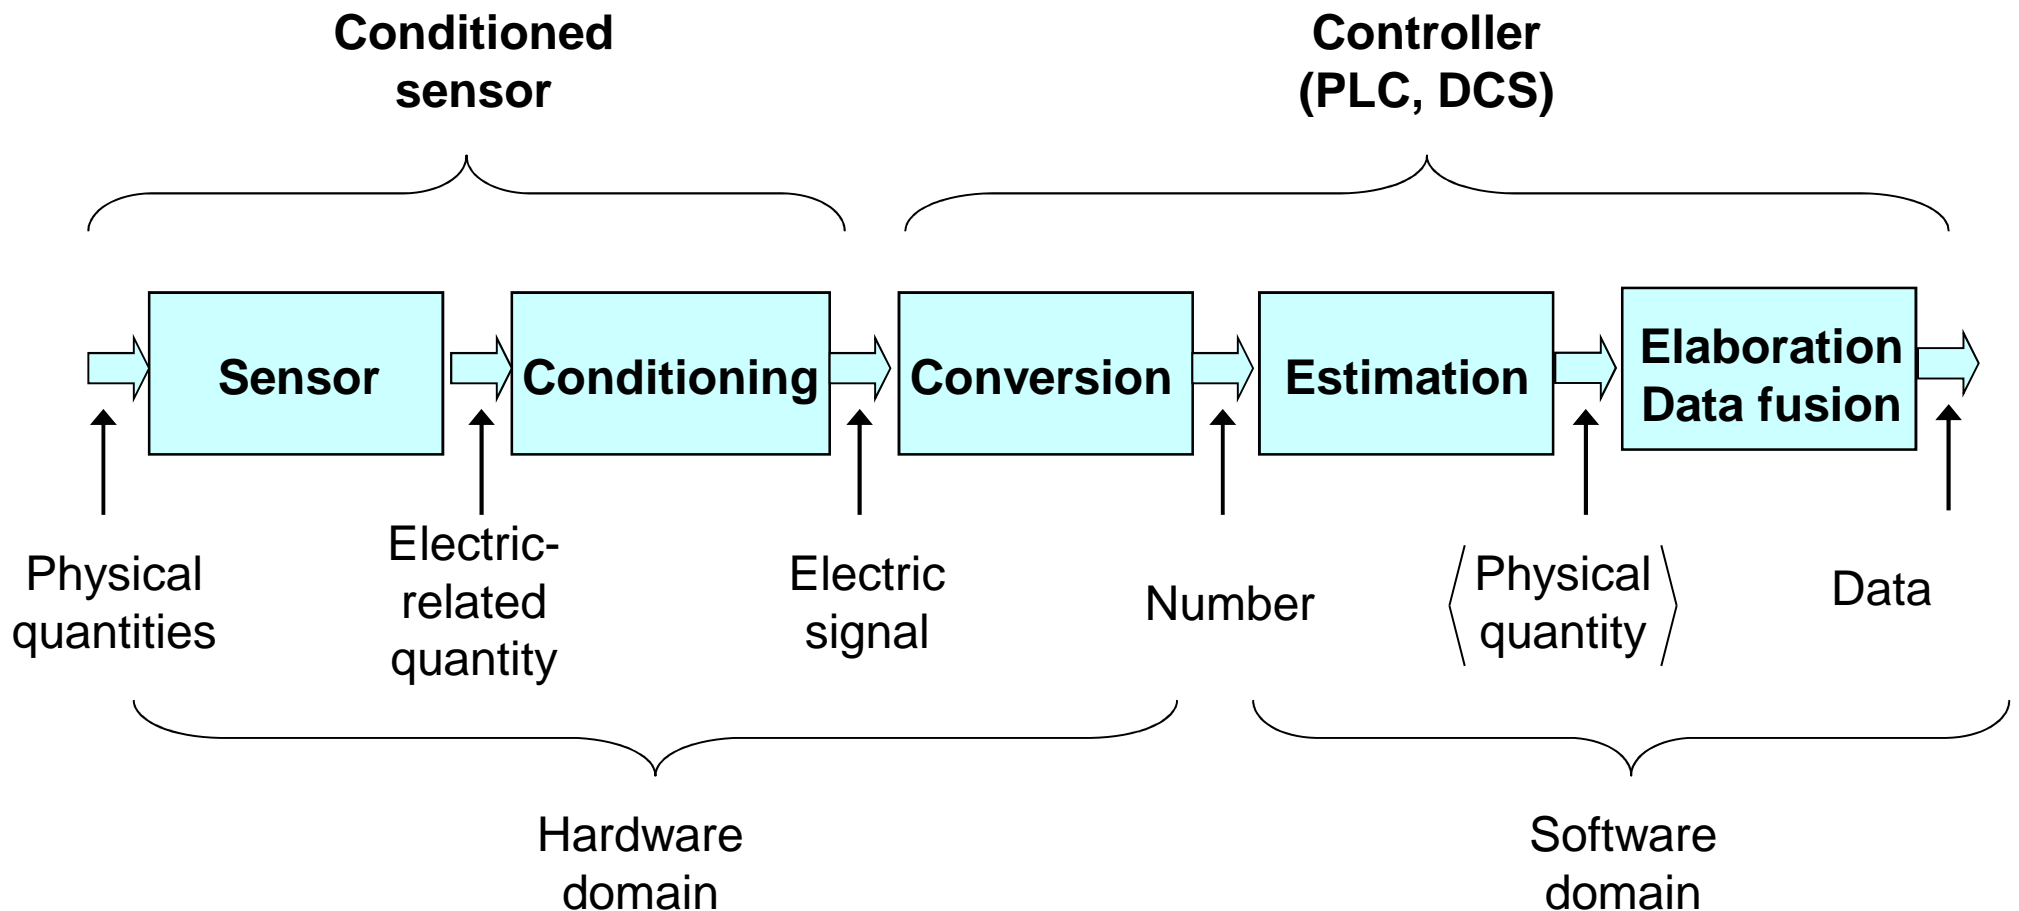 Conditioned
sensor
Controller
(PLC, DCS)
Sensor
Conditioning
Conversion
Estimation
Elaboration
Data fusion
Physical
quantities
Electric-
related
quantity
Electric
signal
Number
Physical
quantity
Data
Hardware
domain
Software
domain